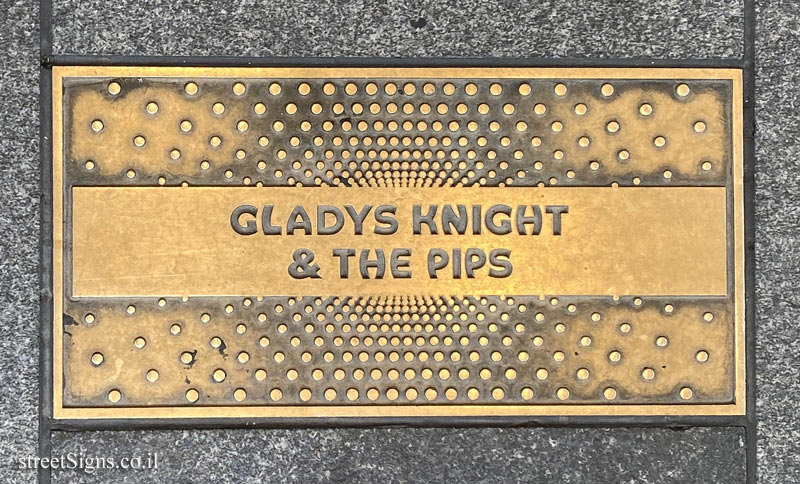 GLADYS KNIGHT
& THE PIPS
streetSigns.co.il